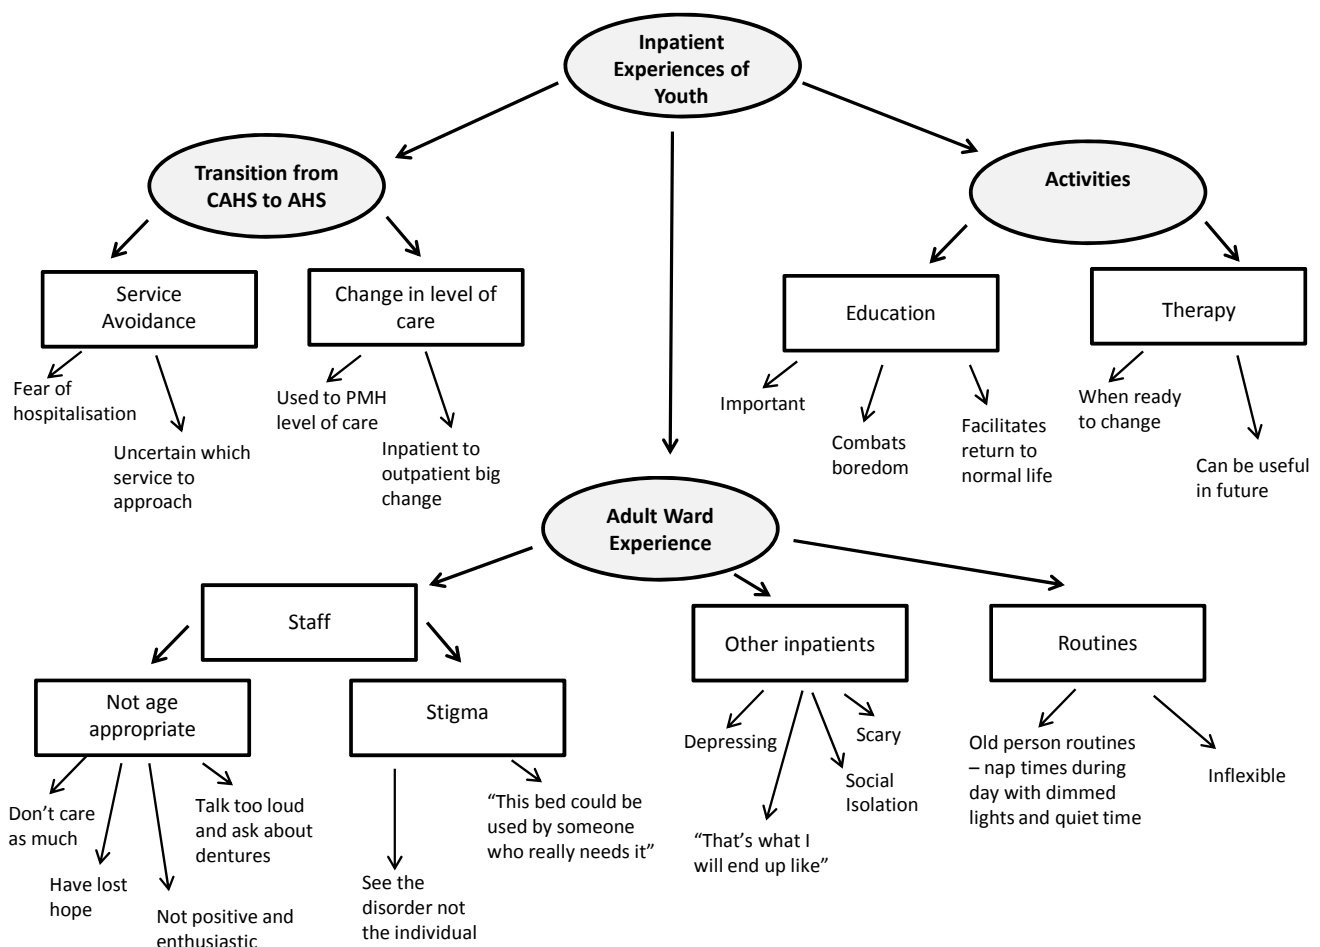 Inpatient
Experiences of
Youth
Transition from
CAHS to AHS
Activities
Service
Avoidance
Change in level of
care
Education
Therapy
Fear of
hospitalisation
Uncertain which
service to
approach
Used to PMH
level of care
Inpatient to
outpatient big
change
Important
Combats
boredom
Facilitates
return to
normal life
When ready
to change
Can be useful
in future
Adult Ward
Experience
Staff
Other inpatients
Routines
Not age
appropriate
Stigma
Don’t care
as much
Have lost
hope
Not positive and
enthusiastic
Talk too loud
and ask about
dentures
See the
disorder not
the individual
“This bed could be
used by someone
who really needs it”
Depressing
“That’s what I
will end up like”
Social
Isolation
Scary
Old person routines
– nap times during
day with dimmed
lights and quiet time
Inflexible